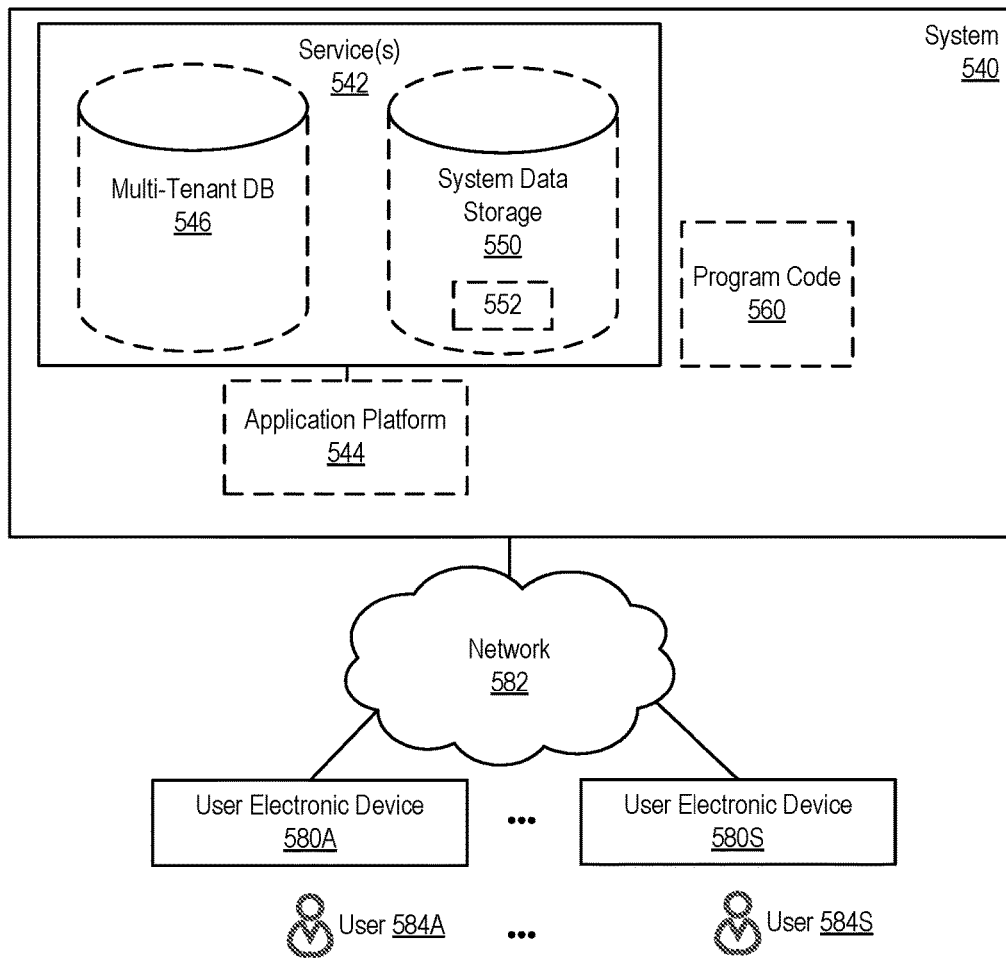 System
540
Service(s)
542
Multi-Tenant DB
546
System Data
Storage
550
552
Program Code
560
Application Platform
544
Network
582
User Electronic Device
580A
...
User Electronic Device
580S
User 584A
...
User 584S